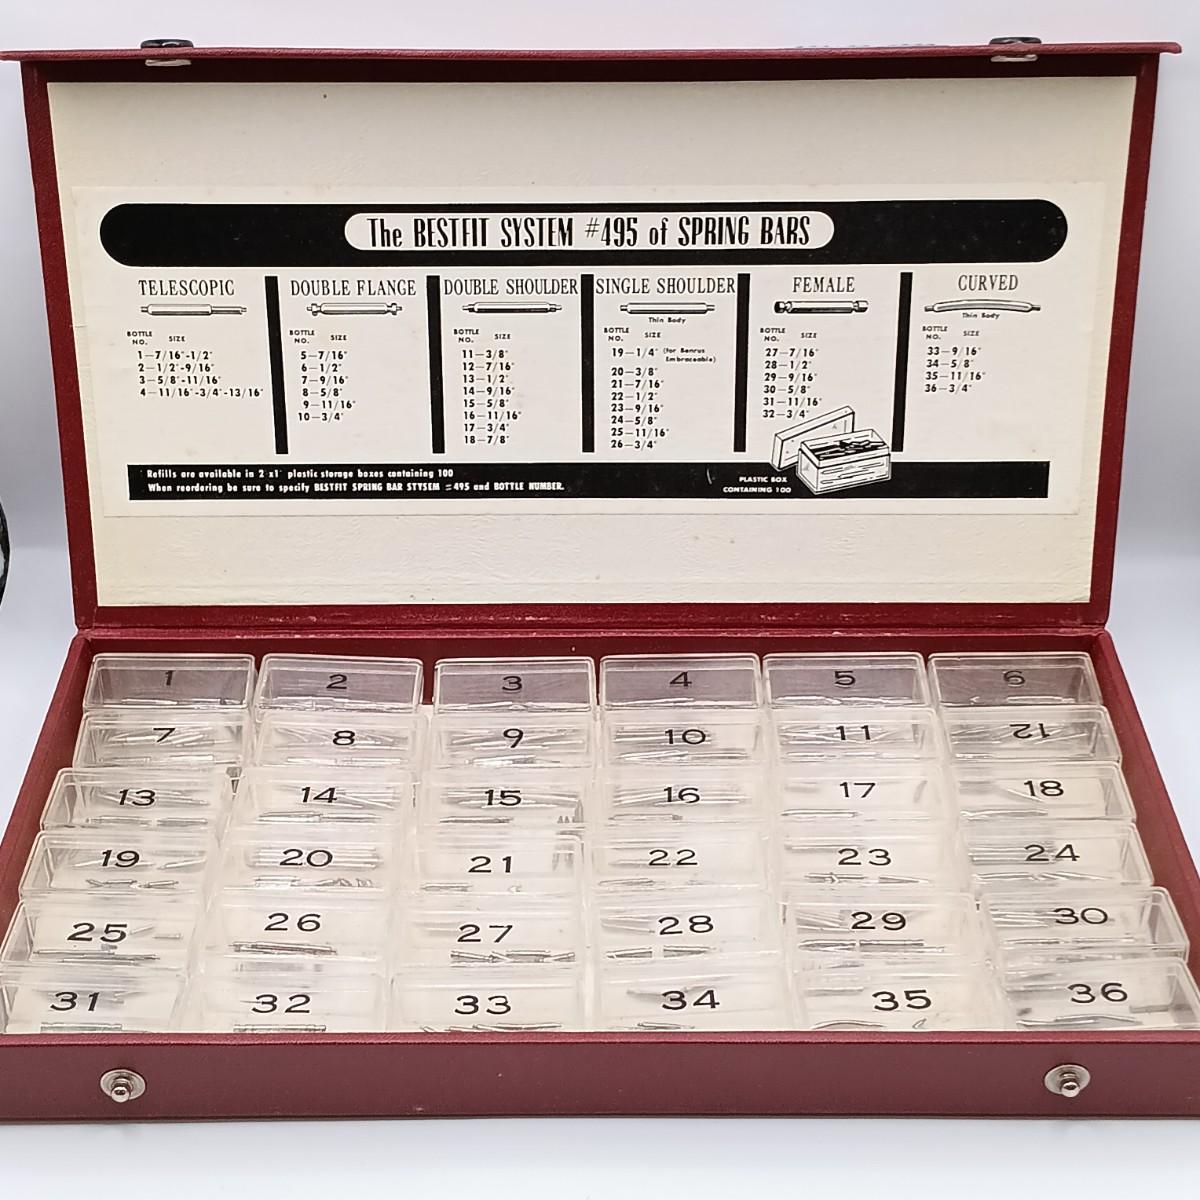 The BESTFIT SYSTEM #495 of SPRING BARS
TELESCOPIC
BOTTLE NO. SIZE
1—7/16"-1/2"
2—1/2"-9/16"
3—5/8"-11/16"
4—11/16"-3/4"-13/16"
DOUBLE FLANGE
BOTTLE NO. SIZE
5—7/16"
6—1/2"
7—9/16"
8—5/8"
9—11/16"
10—3/4"
DOUBLE SHOULDER
BOTTLE NO. SIZE
11—3/8"
12—7/16"
13—1/2"
14—9/16"
15—5/8"
16—11/16"
17—3/4"
18—7/8"
SINGLE SHOULDER
Thin Body
BOTTLE NO. SIZE
19—1/4" (for Benrus Embraceable)
20—3/8"
21—7/16"
22—1/2"
23—9/16"
24—5/8"
25—11/16"
26—3/4"
FEMALE
BOTTLE NO. SIZE
27—7/16"
28—1/2"
29—9/16"
30—5/8"
31—11/16"
32—3/4"
CURVED
Thin Body
BOTTLE NO. SIZE
33—9/16"
34—5/8"
35—11/16"
36—3/4"
Refills are available in 2"x1" plastic storage boxes containing 100
When reordering be sure to specify BESTFIT SPRING BAR STYSEM #495 and BOTTLE NUMBER.
PLASTIC BOX
CONTAINING 100
1 2 3 4 5 6
7 8 9 10 11 12
13 14 15 16 17 18
19 20 21 22 23 24
25 26 27 28 29 30
31 32 33 34 35 36